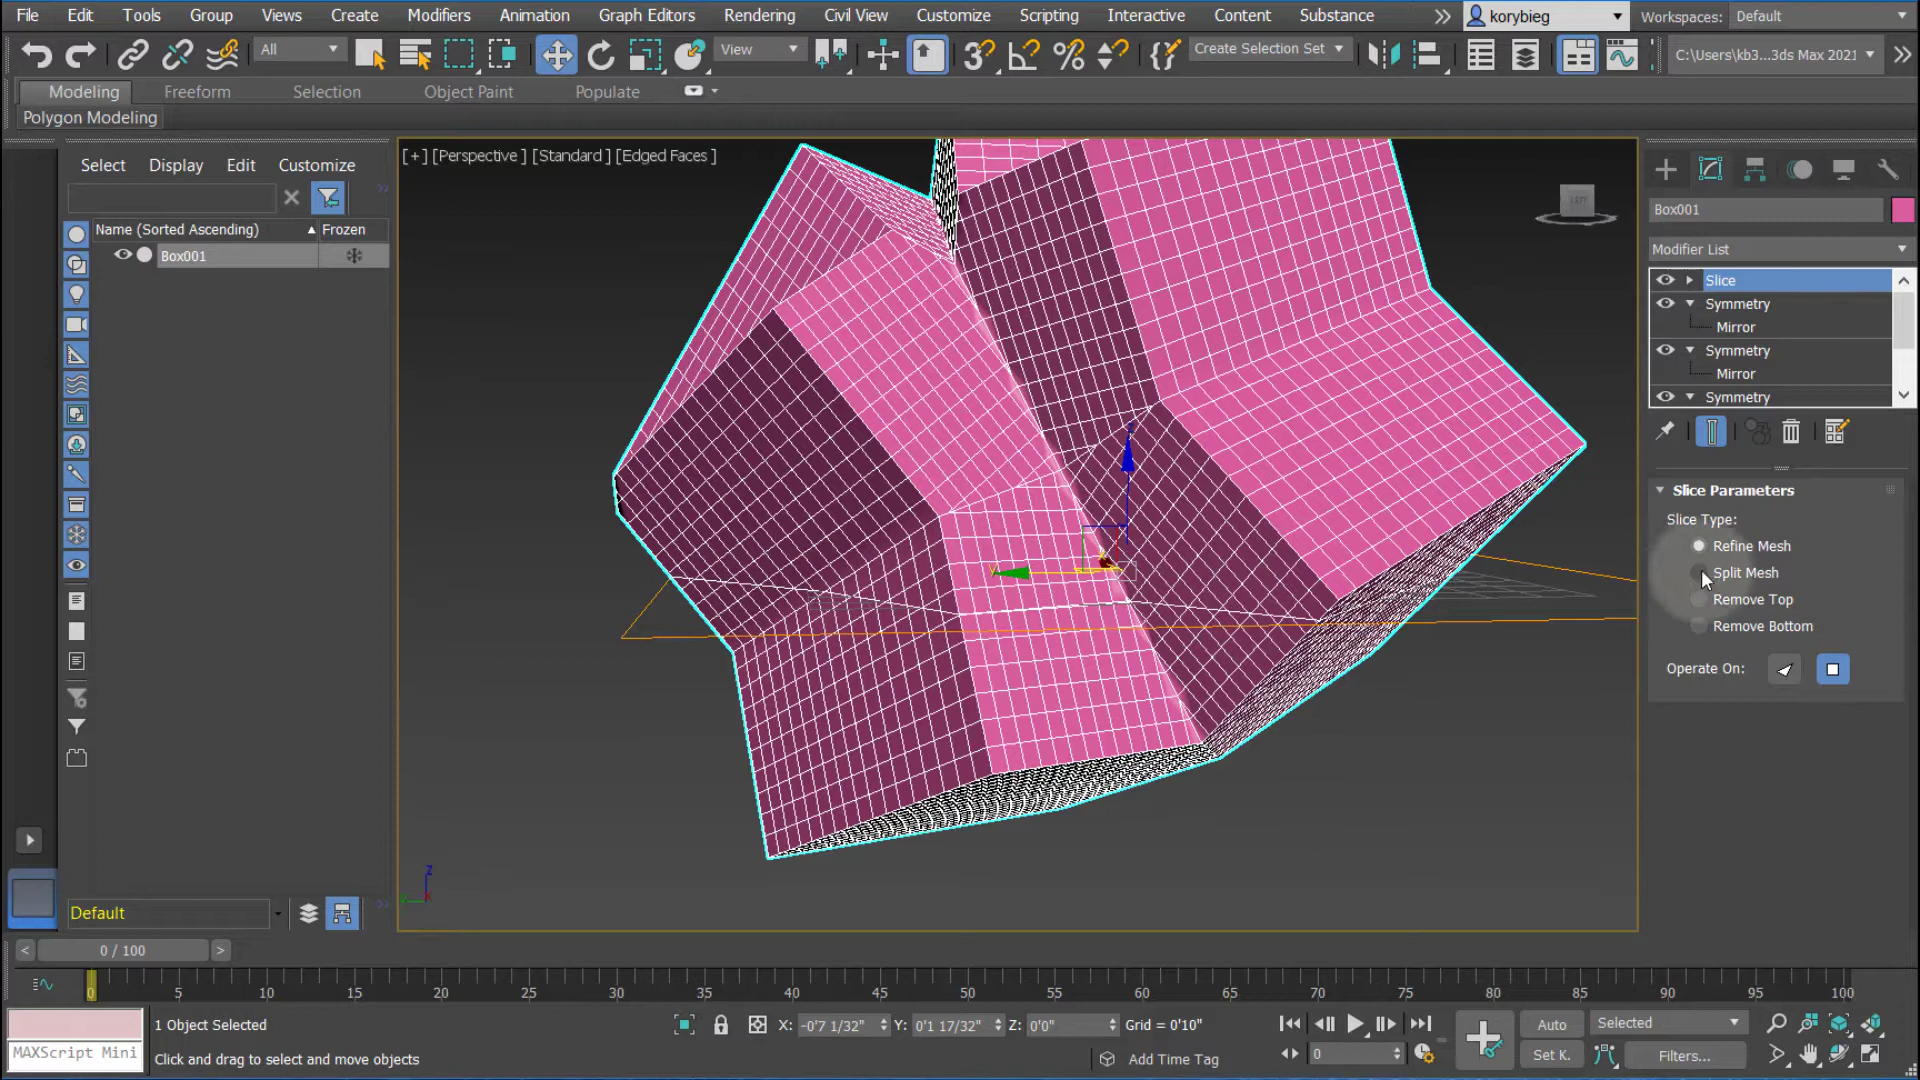 File Edit Tools Group Views Create Modifiers Animation Graph Editors Rendering Civil View Customize Scripting Interactive Content Substance korybieg Workspaces: Default
All View Create Selection Set C:\Users\kb3...3ds Max 2021
Modeling Freeform Selection Object Paint Populate
Polygon Modeling
Select Display Edit Customize
Name (Sorted Ascending) Frozen
Box001
[+] [Perspective ] [Standard ] [Edged Faces ]
Box001
Modifier List
Slice
Symmetry
Mirror
Symmetry
Mirror
Symmetry
Slice Parameters
Slice Type:
Refine Mesh
Split Mesh
Remove Top
Remove Bottom
Operate On:
Default
< 0 / 100 >
0 5 10 15 20 25 30 35 40 45 50 55 60 65 70 75 80 85 90 95 100
1 Object Selected X: -0'7 1/32" Y: 0'1 17/32" Z: 0'0" Grid = 0'10" Auto Selected
MAXScript Mini Click and drag to select and move objects Add Time Tag 0 Set K. Filters...